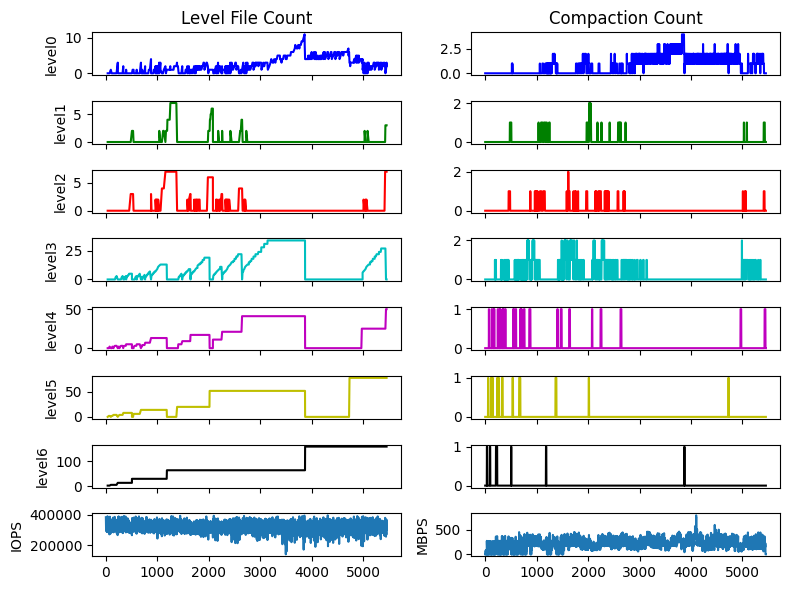 Level File Count Compaction Count
level0 10 0 2.5 0.0
level1 5 0 2 0
level2 5 0 2 0
level3 25 0 2 0
level4 50 0 1 0
level5 50 0 1 0
level6 100 0 1 0
IOPS 400000 200000 MBPS 500 0
0 1000 2000 3000 4000 5000 0 1000 2000 3000 4000 5000